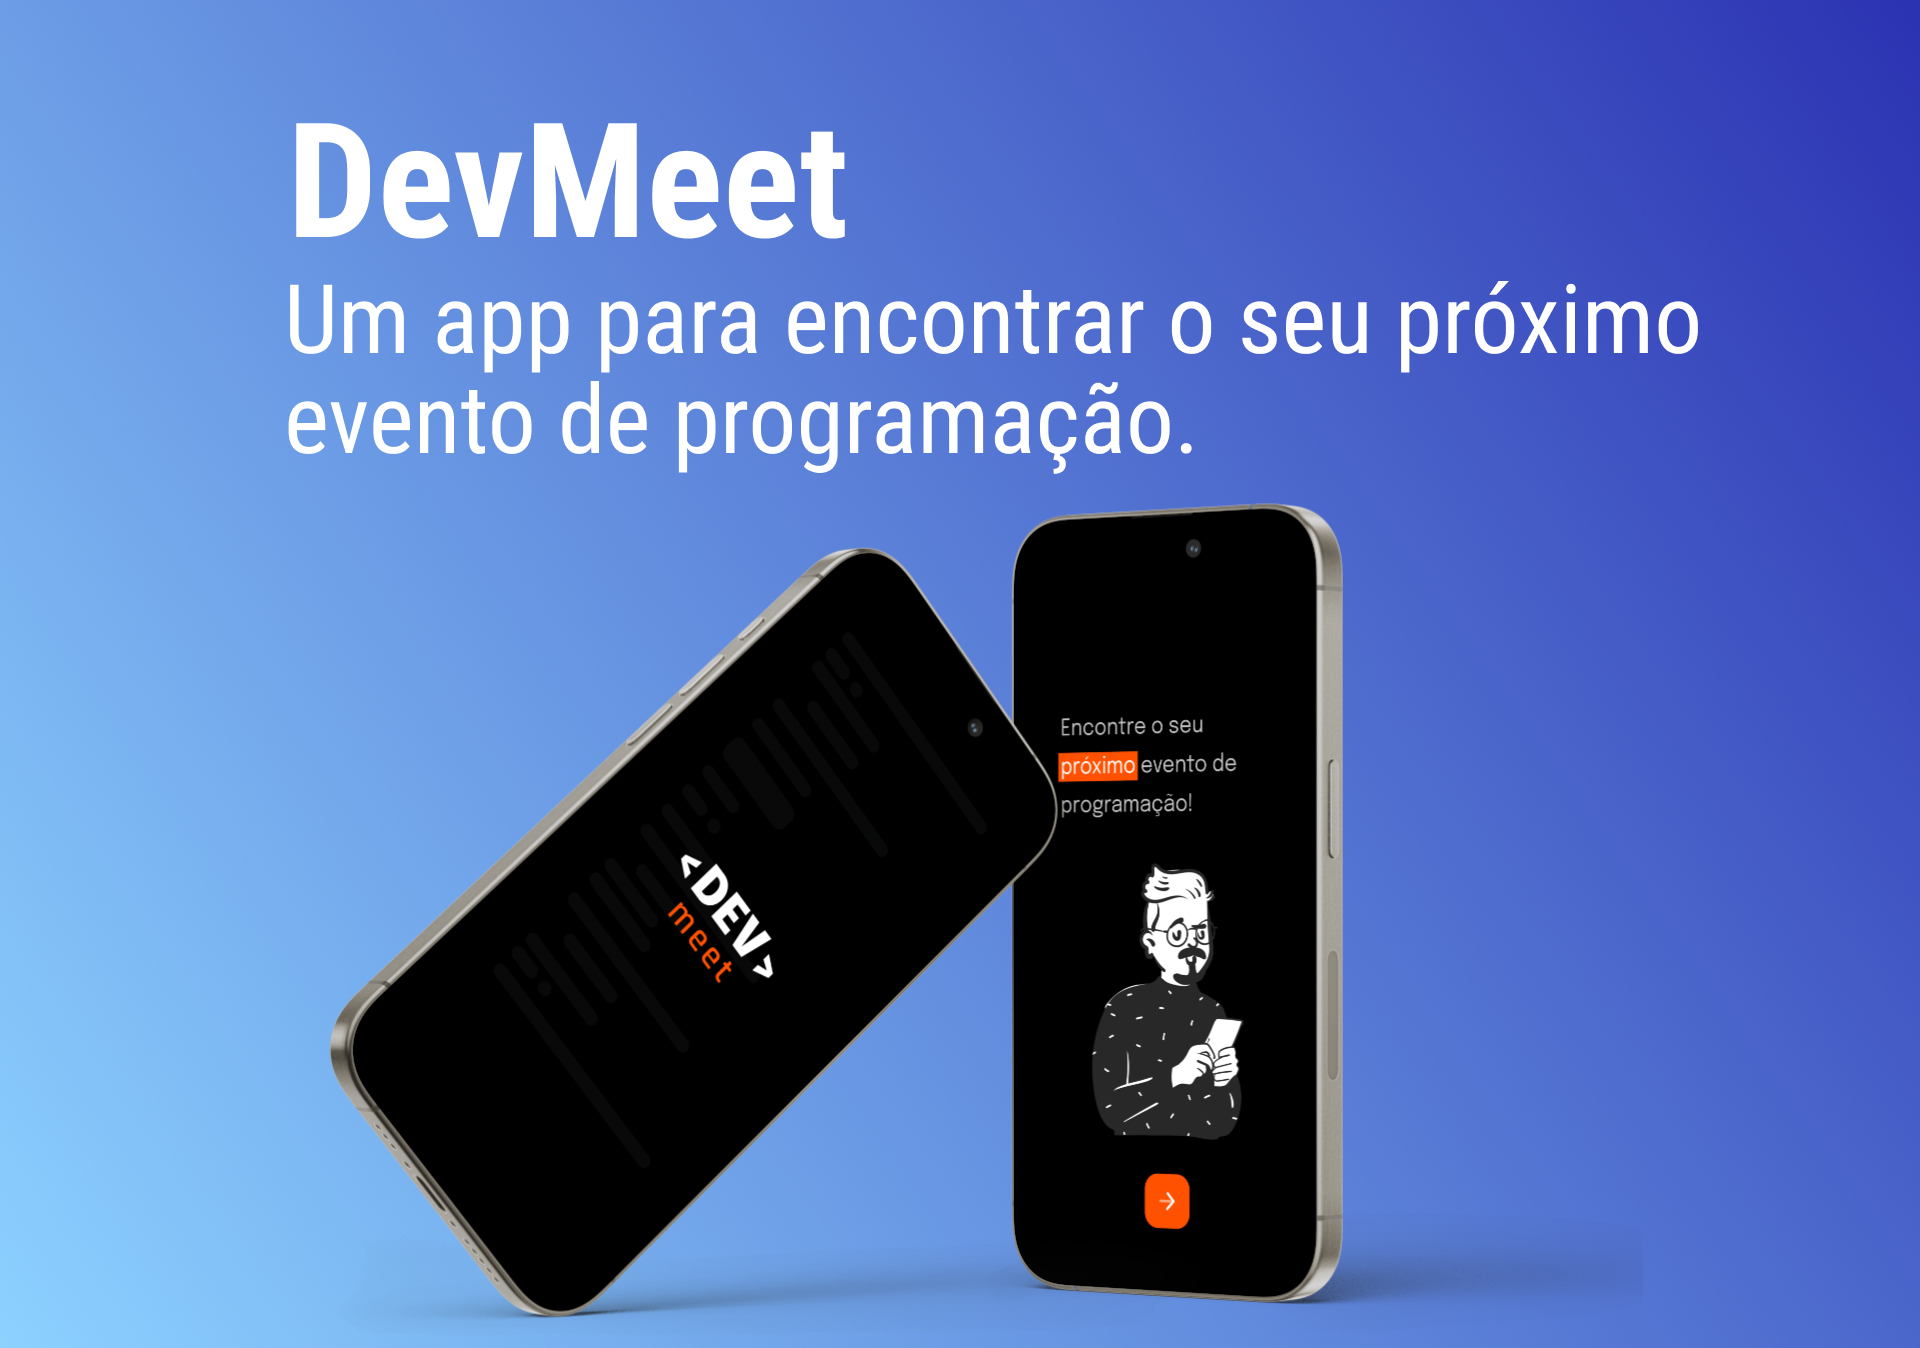 DevMeet
Um app para encontrar o seu próximo
evento de programação.
Encontre o seu
próximo evento de
programação!
<DEV>
meet